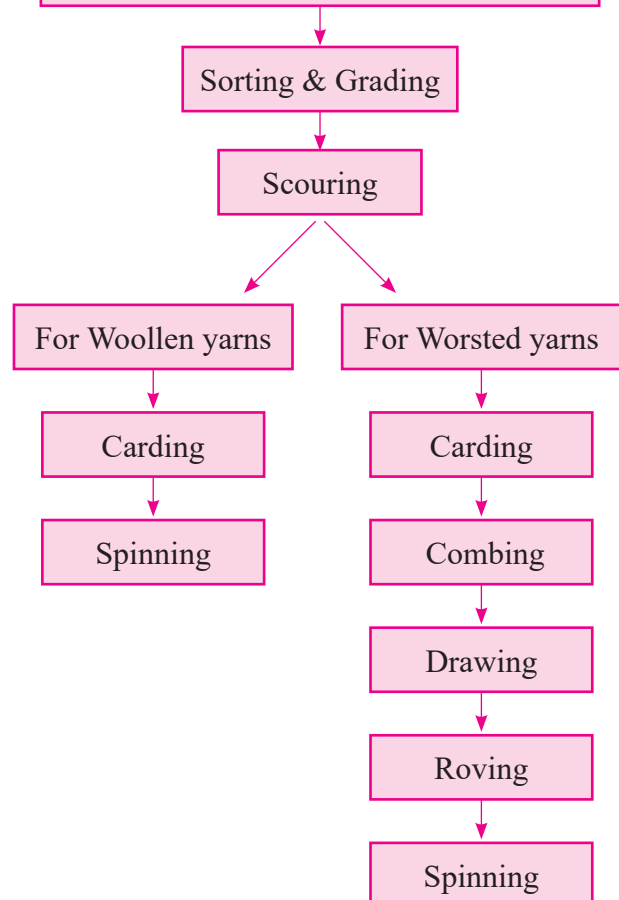 Sorting & Grading
Scouring
For Woollen yarns
For Worsted yarns
Carding
Carding
Spinning
Combing
Drawing
Roving
Spinning